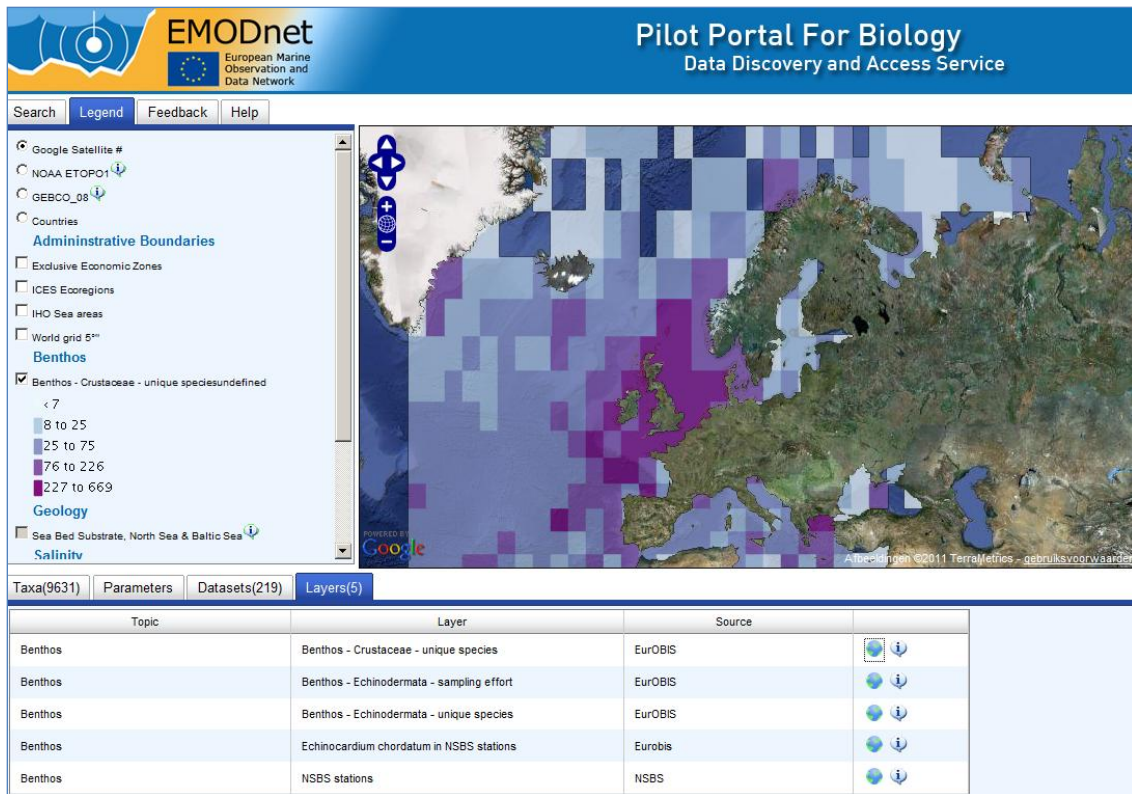 EMODnet
European Marine
Observation and
Data Network
Pilot Portal For Biology
Data Discovery and Access Service
Search
Legend
Feedback
Help
Google Satellite #
NOAA ETOPO1
GEBCO_08
Countries
Admininstrative Boundaries
Exclusive Economic Zones
ICES Ecoregions
IHO Sea areas
World grid 5°"
Benthos
Benthos - Crustaceae - unique speciesundefined
< 7
8 to 25
25 to 75
76 to 226
227 to 669
Geology
Sea Bed Substrate, North Sea & Baltic Sea
Salinity
POWERED BY
Google
Afbeeldingen ©2011 TerraMetrics - gebruiksvoorwaarden
Taxa(9631)
Parameters
Datasets(219)
Layers(5)
Topic Layer Source
Benthos Benthos - Crustaceae - unique species EurOBIS
Benthos Benthos - Echinodermata - sampling effort EurOBIS
Benthos Benthos - Echinodermata - unique species EurOBIS
Benthos Echinocardium chordatum in NSBS stations Eurobis
Benthos NSBS stations NSBS